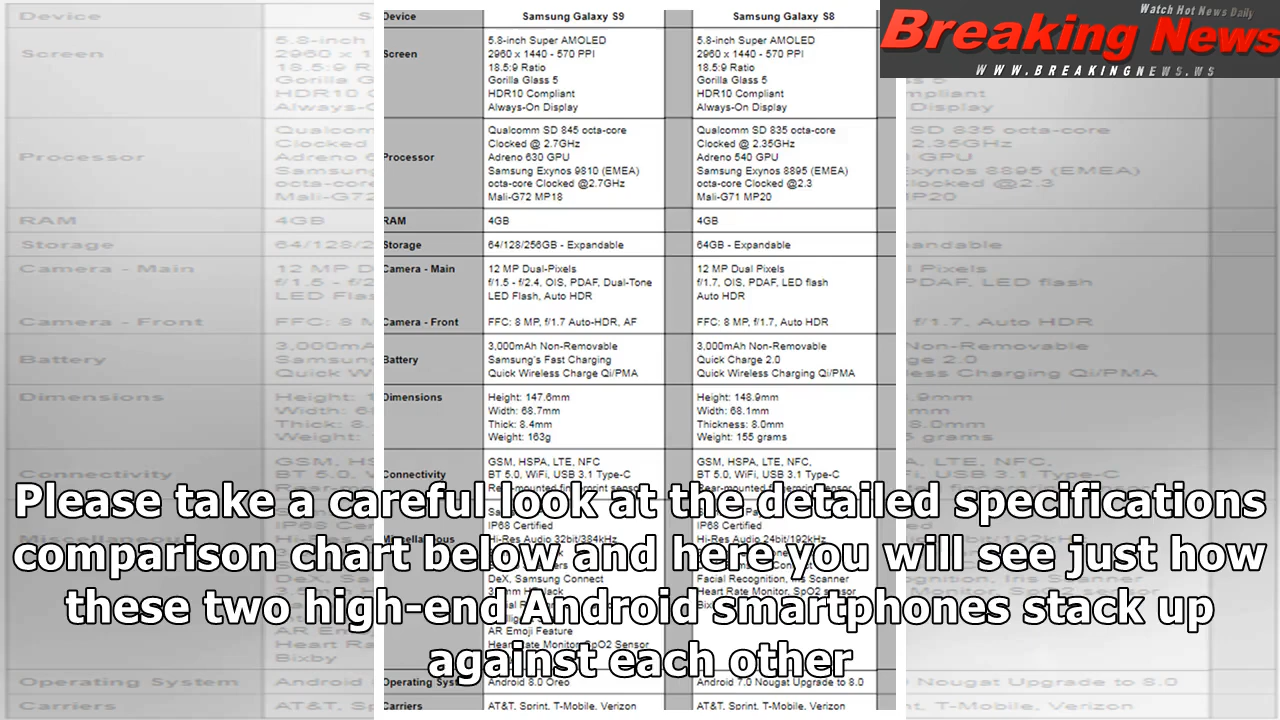 Watch Hot News Daily
Breaking News
WWW.BREAKINGNEWS.WS
Device Samsung Galaxy S9 Samsung Galaxy S8
Screen
5.8-inch Super AMOLED
2960 x 1440 - 570 PPI
18.5:9 Ratio
Gorilla Glass 5
HDR10 Compliant
Always-On Display
5.8-inch Super AMOLED
2960 x 1440 - 570 PPI
18.5:9 Ratio
Gorilla Glass 5
HDR10 Compliant
Always-On Display
Processor
Qualcomm SD 845 octa-core
Clocked @ 2.7GHz
Adreno 630 GPU
Samsung Exynos 9810 (EMEA)
octa-core Clocked @2.7GHz
Mali-G72 MP18
Qualcomm SD 835 octa-core
Clocked @ 2.35GHz
Adreno 540 GPU
Samsung Exynos 8895 (EMEA)
octa-core Clocked @2.3
Mali-G71 MP20
RAM 4GB 4GB
Storage 64/128/256GB - Expandable 64GB - Expandable
Camera - Main
12 MP Dual-Pixels
f/1.5 - f/2.4, OIS, PDAF, Dual-Tone
LED Flash, Auto HDR
12 MP Dual Pixels
f/1.7, OIS, PDAF, LED flash
Auto HDR
Camera - Front FFC: 8 MP, f/1.7 Auto-HDR, AF FFC: 8 MP, f/1.7, Auto HDR
Battery
3,000mAh Non-Removable
Samsung's Fast Charging
Quick Wireless Charge Qi/PMA
3,000mAh Non-Removable
Quick Charge 2.0
Quick Wireless Charging Qi/PMA
Dimensions
Height: 147.6mm
Width: 68.7mm
Thick: 8.4mm
Weight: 163g
Height: 148.9mm
Width: 68.1mm
Thickness: 8.0mm
Weight: 155 grams
Connectivity
GSM, HSPA, LTE, NFC
BT 5.0, WiFi, USB 3.1 Type-C
GSM, HSPA, LTE, NFC,
BT 5.0, WiFi, USB 3.1 Type-C
IP68 Certified
Hi-Res Audio 32bit/384kHz
DeX, Samsung Connect
AR Emoji Feature
IP68 Certified
Hi-Res Audio 24bit/192kHz
Facial Recognition, Iris Scanner
Heart Rate Monitor, SpO2 sensor
Please take a careful look at the detailed specifications
comparison chart below and here you will see just how
these two high-end Android smartphones stack up
against each other
Android 8.0 Oreo Android 7.0 Nougat Upgrade to 8.0
Carriers AT&T, Sprint, T-Mobile, Verizon AT&T, Sprint, T-Mobile, Verizon